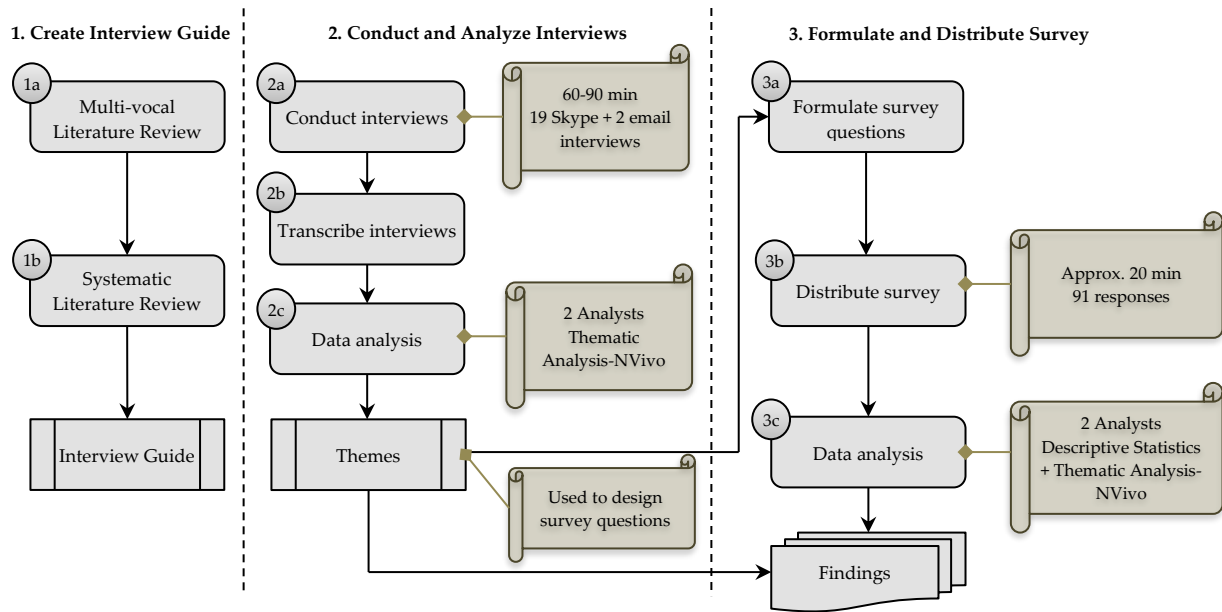 1. Create Interview Guide
1a
Multi-vocal
Literature Review
1b
Systematic
Literature Review
Interview Guide
2. Conduct and Analyze Interviews
2a
Conduct interviews
60-90 min
19 Skype + 2 email
interviews
2b
Transcribe interviews
2c
Data analysis
2 Analysts
Thematic
Analysis-NVivo
Themes
Used to design
survey questions
3. Formulate and Distribute Survey
3a
Formulate survey
questions
3b
Distribute survey
Approx. 20 min
91 responses
3c
Data analysis
2 Analysts
Descriptive Statistics
+ Thematic Analysis-
NVivo
Findings